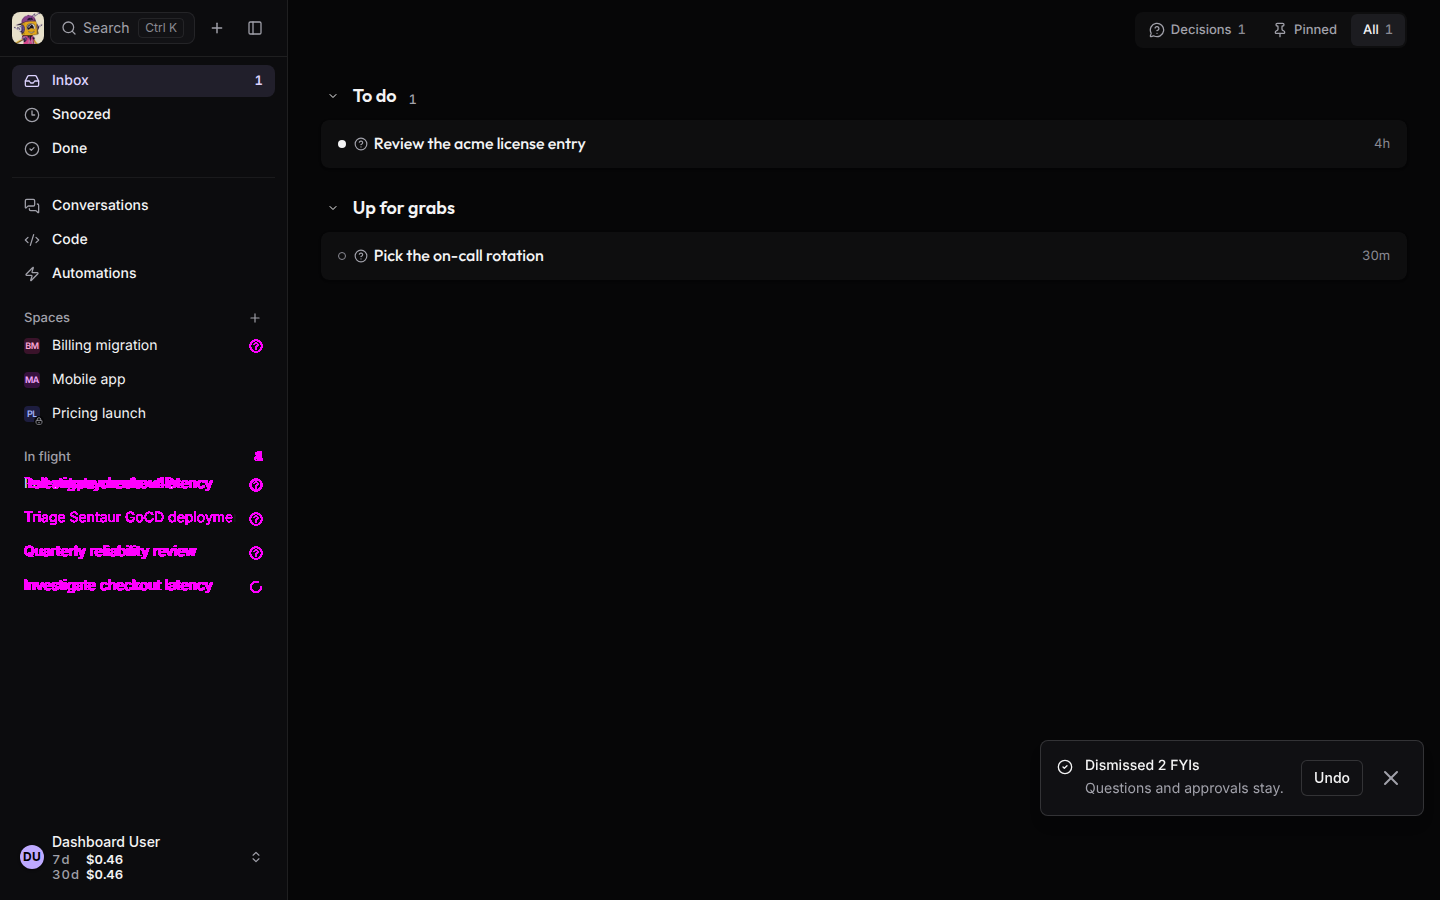 Search Ctrl K
Inbox 1
Snoozed
Done
Conversations
Code
Automations
Spaces
BM Billing migration
MA Mobile app
PL Pricing launch
In flight
latency
Triage Sentaur GoCD deployme
Quarterly reliability review
Investigate checkout latency
DU Dashboard User
7d $0.46
30d $0.46
Decisions 1 Pinned All 1
To do 1
Review the acme license entry 4h
Up for grabs
Pick the on-call rotation 30m
Dismissed 2 FYIs
Questions and approvals stay.
Undo